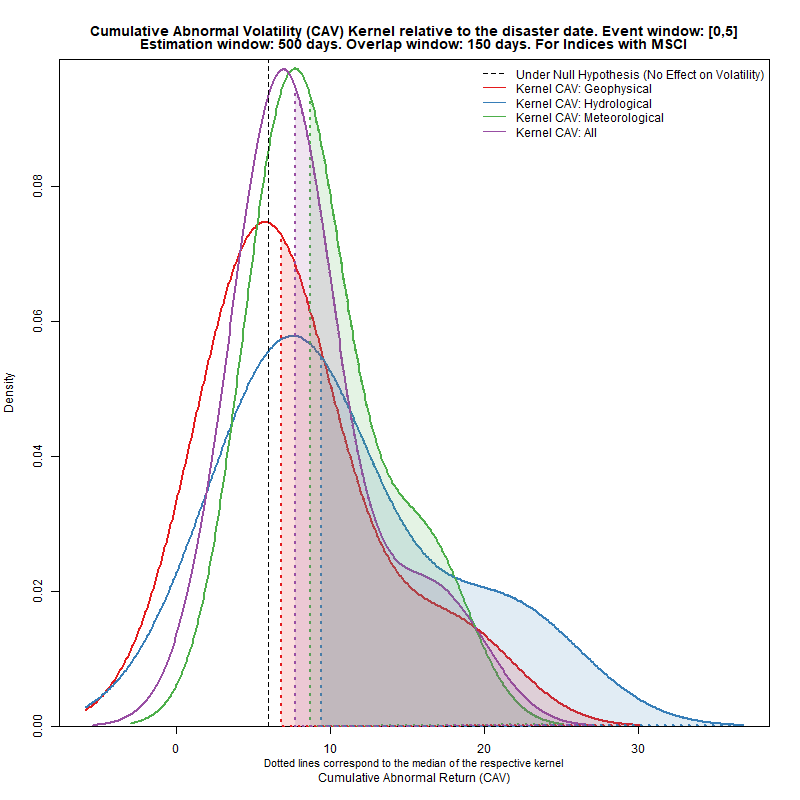 Cumulative Abnormal Volatility (CAV) Kernel relative to the disaster date. Event window: [0,5]
Estimation window: 500 days. Overlap window: 150 days. For Indices with MSCI
Under Null Hypothesis (No Effect on Volatility)
Kernel CAV: Geophysical
Kernel CAV: Hydrological
Kernel CAV: Meteorological
Kernel CAV: All
Density
0.08
0.06
0.04
0.02
0.00
0 10 20 30
Dotted lines correspond to the median of the respective kernel
Cumulative Abnormal Return (CAV)